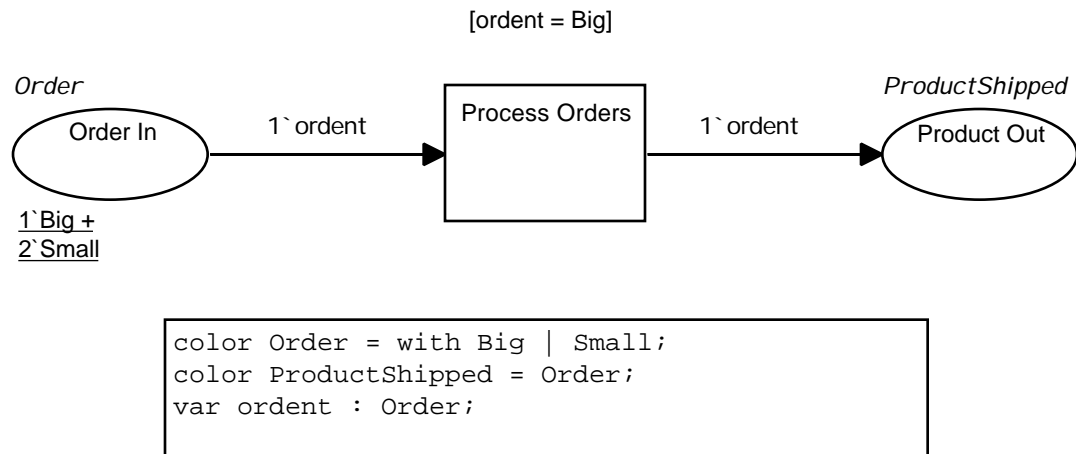 [ordent = Big]
Order
ProductShipped
Order In
1`ordent
Process Orders
1`ordent
Product Out
1`Big +
2`Small
color Order = with Big | Small;
color ProductShipped = Order;
var ordent : Order;